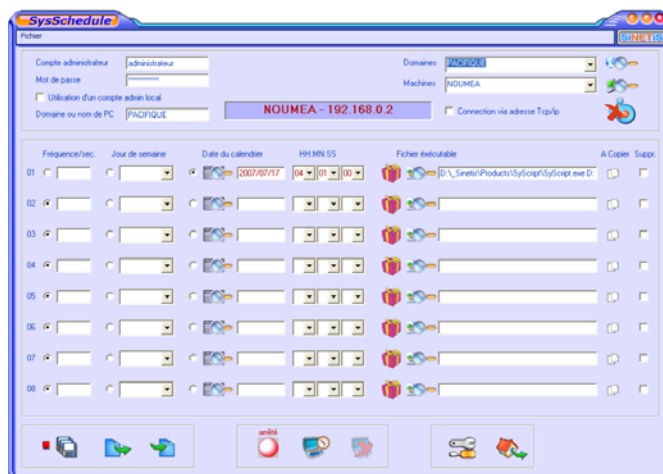 SysSchedule
Fichier
SiNETiS
Compte administrateur administrateur Domaines PACIFIQUE
Mot de passe Machines NOUMEA
Utilisation d'un compte admin local
NOUMEA - 192.168.0.2
Connection via adresse Tcp/ip
Domaine ou nom de PC PACIFIQUE
Fréquence/sec. Jour de semaine Date du calendrier HH:MN:SS Fichier éxécutable A Copier Suppr.
01 2007/07/17 04 01 00 D:\_Sinetis\Products\SyScript\SyScript.exe D:
02
03
04
05
06
07
08
arrêté